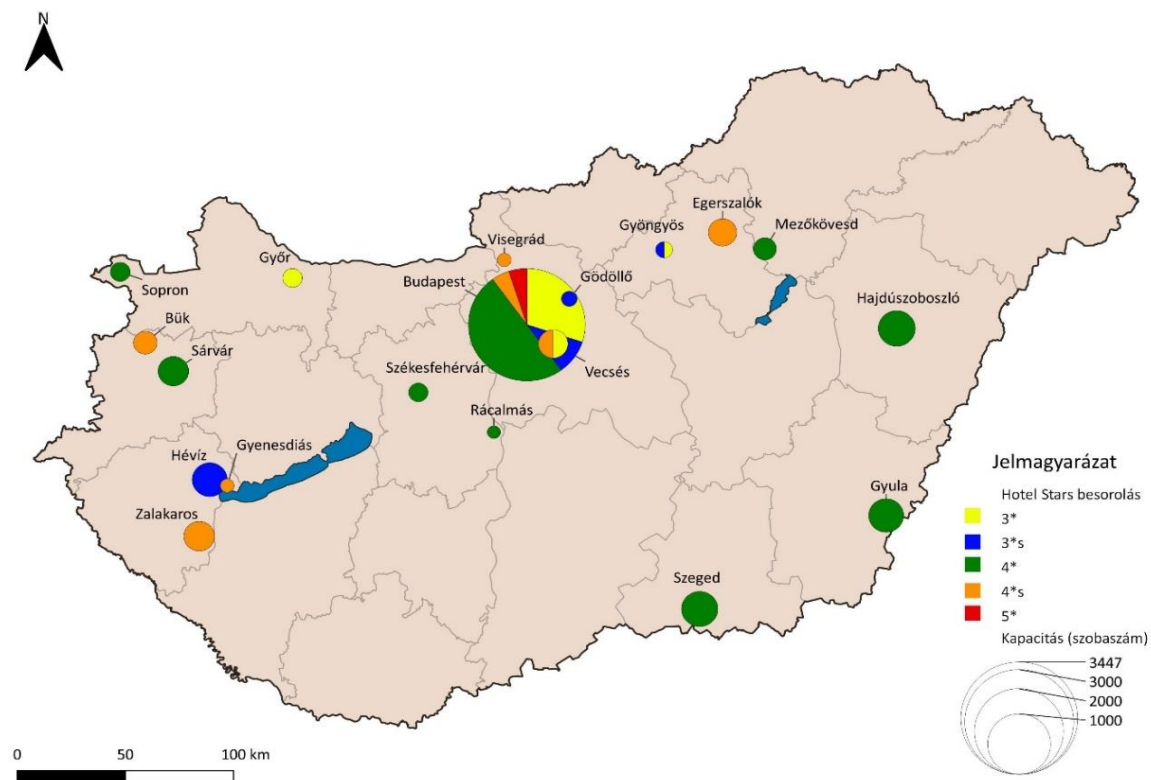 N
Egerszalók
Gyöngyös
Mezőkövesd
Visegrád
Győr
Gödöllő
Budapest
Sopron
Hajdúszoboszló
Bük
Sárvár
Székesfehérvár
Vecsés
Rácalmás
Hévíz
Gyenesdiás
Gyula
Zalakaros
Szeged
Jelmagyarázat
Hotel Stars besorolás
3*
3*s
4*
4*s
5*
Kapacitás (szobaszám)
3447
3000
2000
1000
0 50 100 km